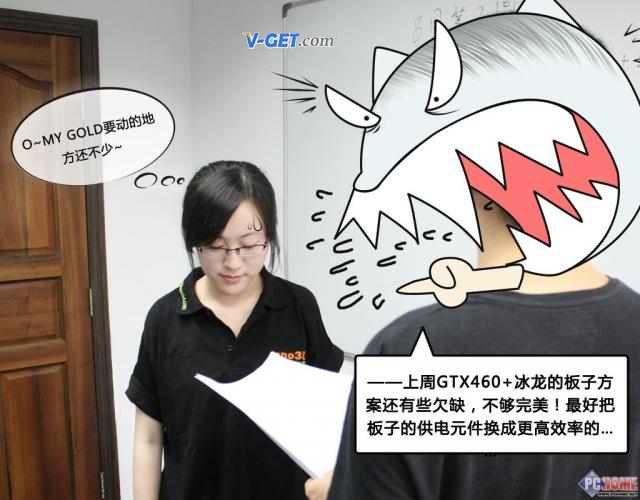 V-GET.com
O~MY GOLD要动的地
方还不少~
——上周GTX460+冰龙的板子方
案还有些欠缺，不够完美！最好把
板子的供电元件换成更高效率的...
...
PCHOME